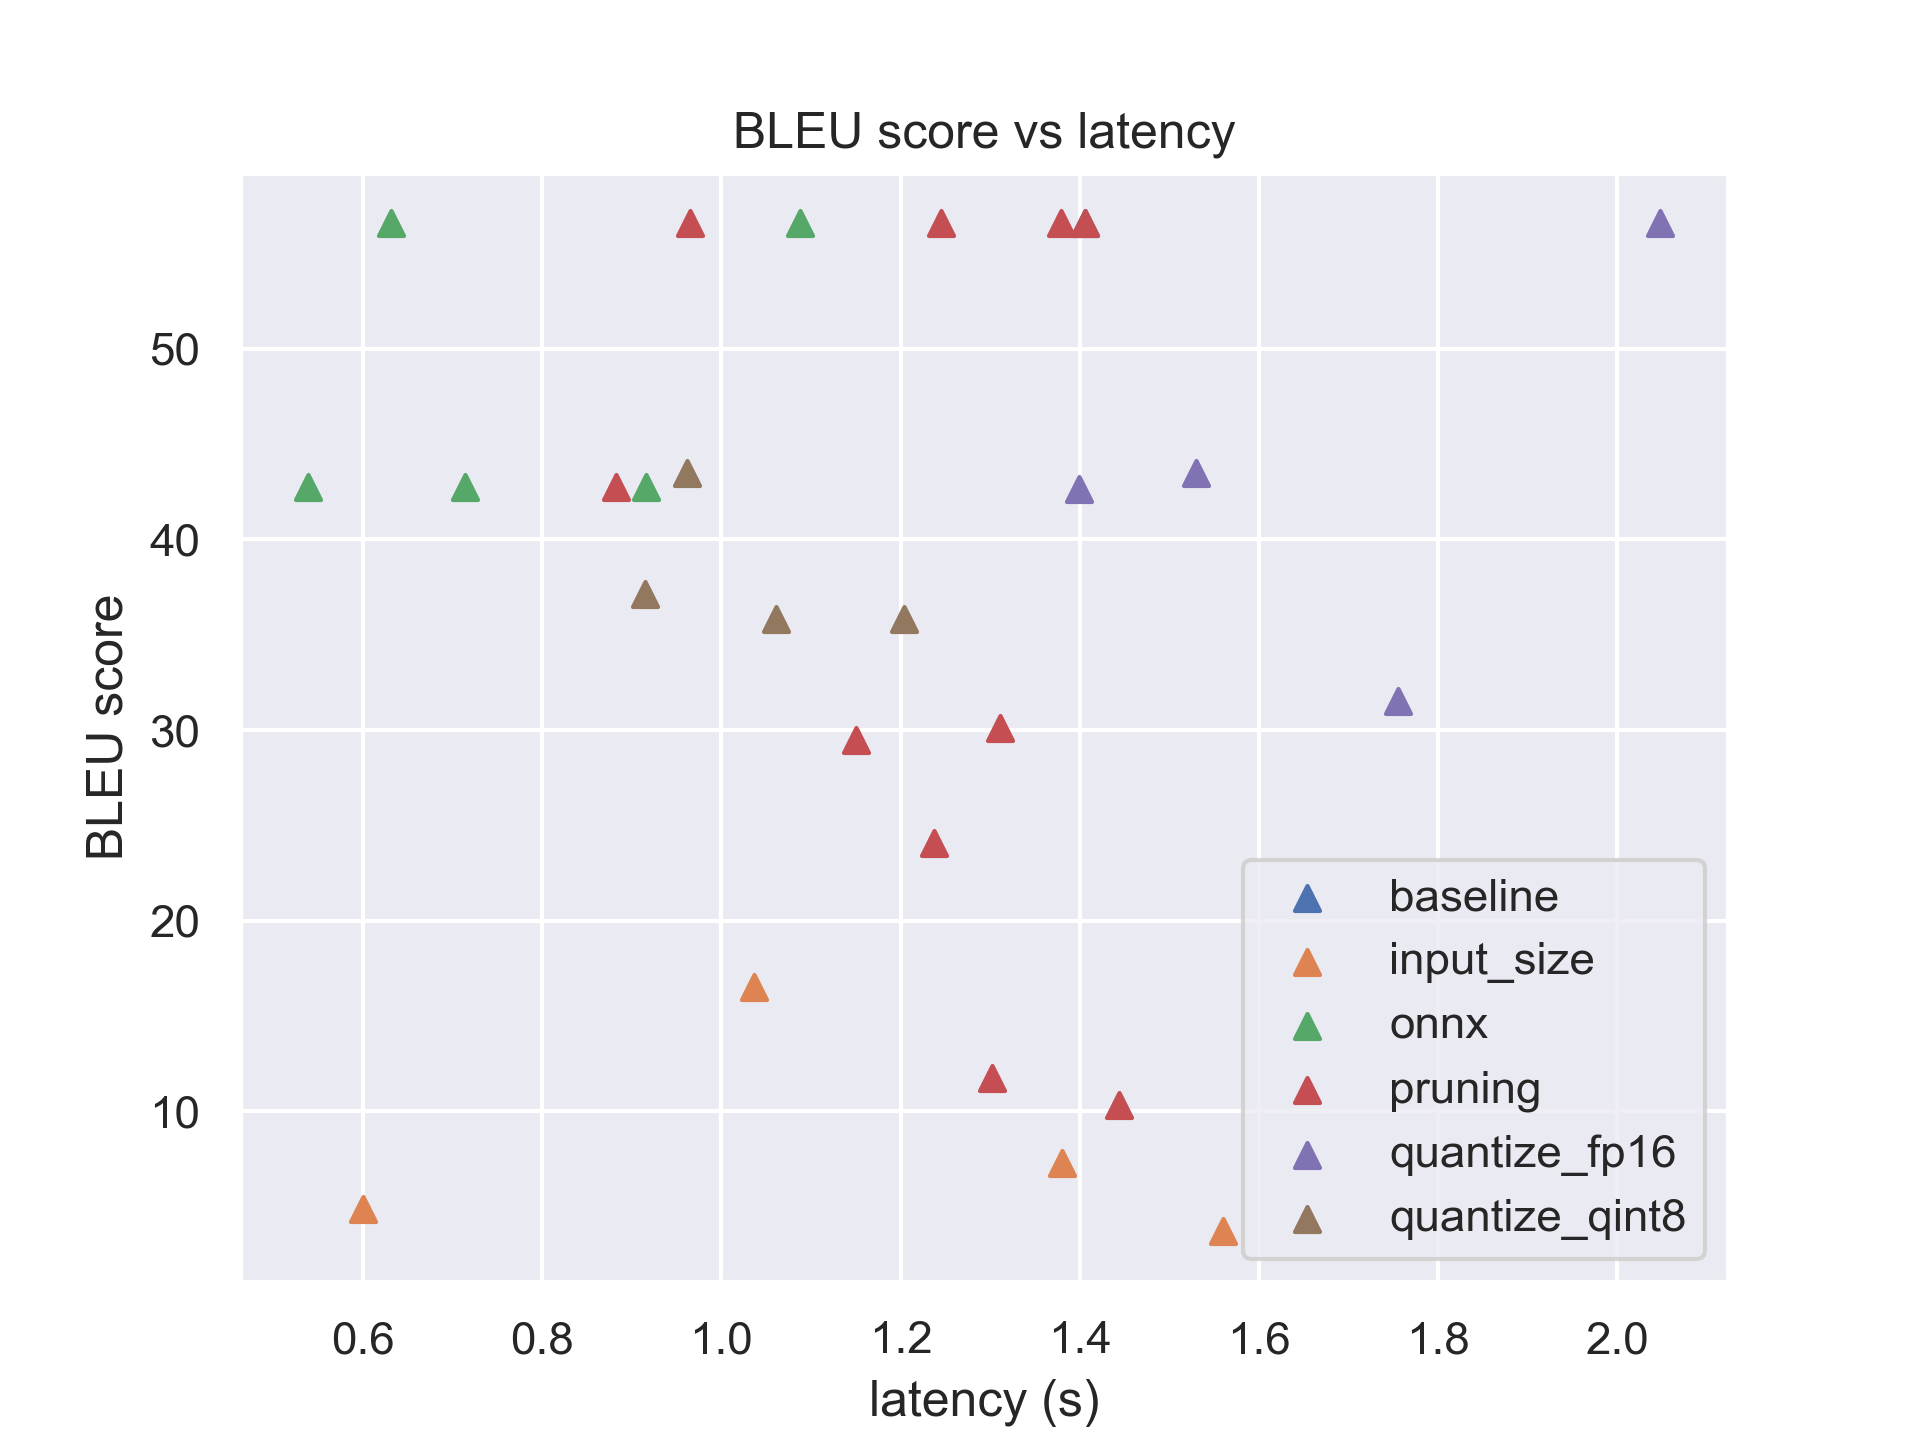 BLEU score vs latency
BLEU score
50
40
30
20
10
0.6 0.8 1.0 1.2 1.4 1.6 1.8 2.0
latency (s)
baseline
input_size
onnx
pruning
quantize_fp16
quantize_qint8